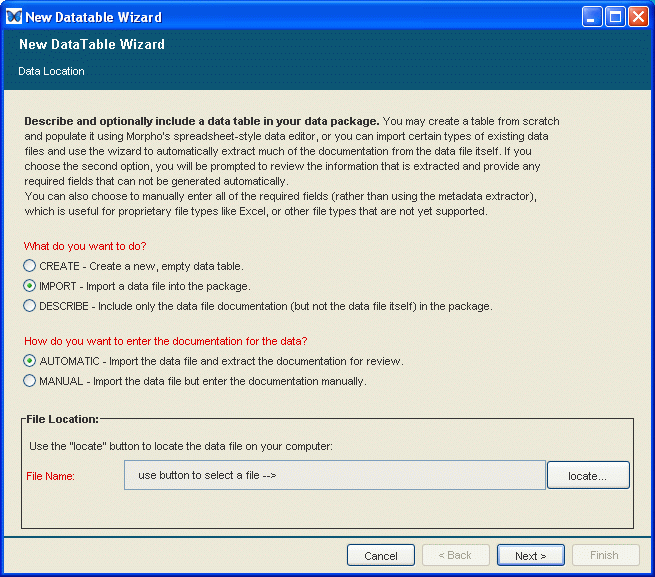 New Datatable Wizard
New DataTable Wizard
Data Location
Describe and optionally include a data table in your data package. You may create a table from scratch
and populate it using Morpho's spreadsheet-style data editor, or you can import certain types of existing data
files and use the wizard to automatically extract much of the documentation from the data file itself. If you
choose the second option, you will be prompted to review the information that is extracted and provide any
required fields that can not be generated automatically.
You can also choose to manually enter all of the required fields (rather than using the metadata extractor),
which is useful for proprietary file types like Excel, or other file types that are not yet supported.
What do you want to do?
CREATE - Create a new, empty data table.
IMPORT - Import a data file into the package.
DESCRIBE - Include only the data file documentation (but not the data file itself) in the package.
How do you want to enter the documentation for the data?
AUTOMATIC - Import the data file and extract the documentation for review.
MANUAL - Import the data file but enter the documentation manually.
File Location:
Use the "locate" button to locate the data file on your computer:
File Name: use button to select a file --> locate...
Cancel < Back Next > Finish